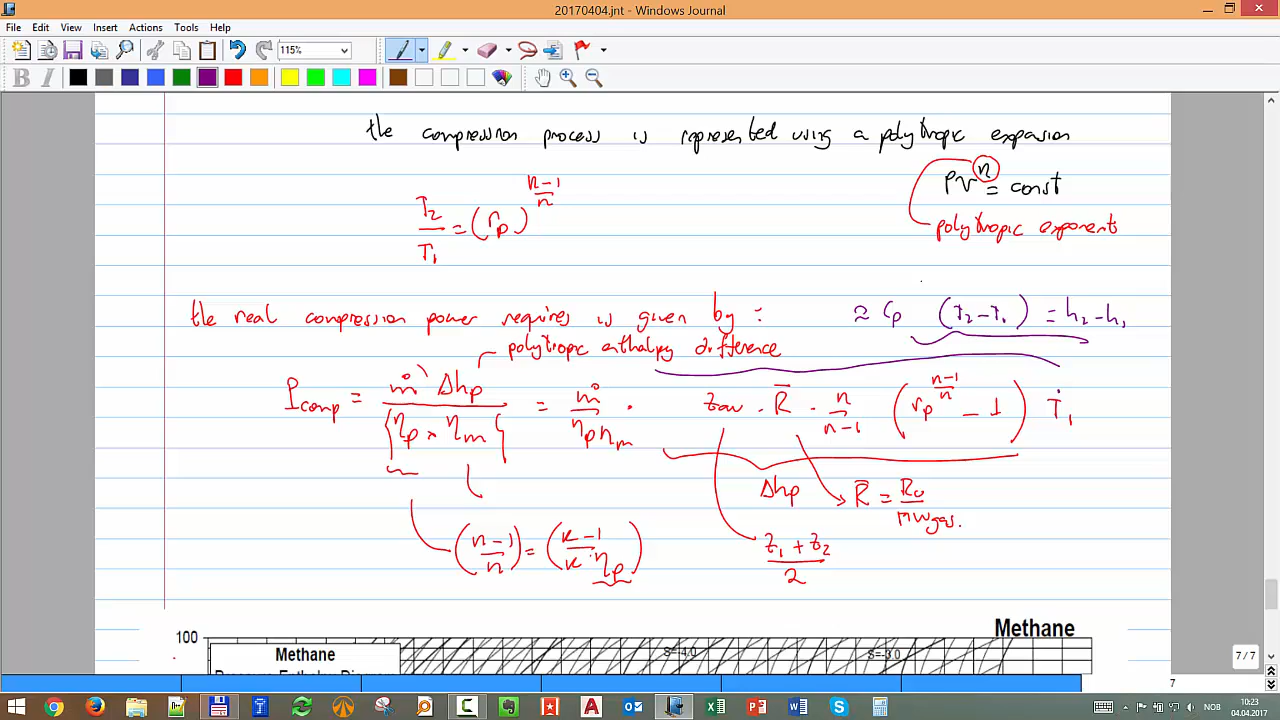 20170404.jnt - Windows Journal
File Edit View Insert Actions Tools Help
115%
B I
the compression process is represented using a polytropic expansion
PVⁿ = const
T₂/T₁ = (rp)^((n-1)/n)
polytropic exponents
the real compression power requires is given by : ≈ Cp (T₂-T₁) = h₂-h₁
polytropic enthalpy difference
Pcomp = ṁ Δhp / (ηp × ηm) = ṁ/(ηp ηm) · Zav · R̄ · n/(n-1) (rp^((n-1)/n) - 1) T₁
Δhp
R̄ = Ro/MWgas.
((n-1)/n) = ((κ-1)/(κ·ηp))
(Z₁+Z₂)/2
Methane
100
Methane
S=-4.0
S=-3.0
7 / 7
7
NOB
10:23
04.04.2017